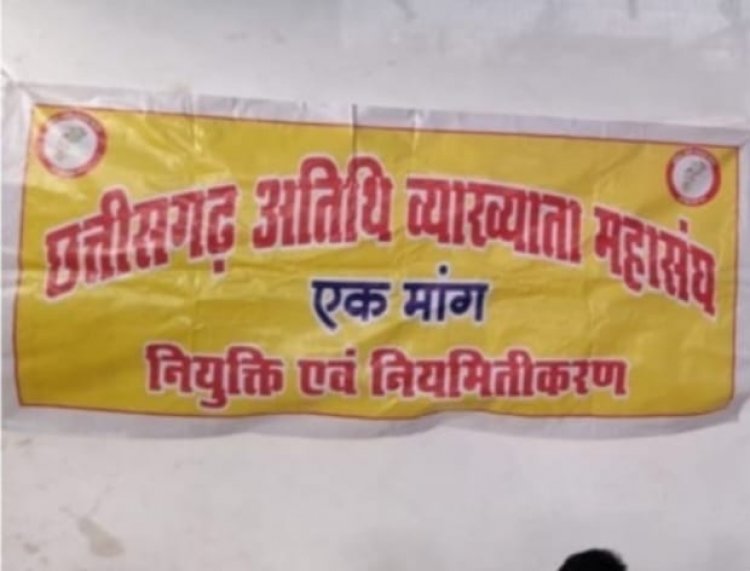 छत्तीसगढ़ अतिथि व्याख्याता महासंघ
एक मांग
नियुक्ति एवं नियमितीकरण